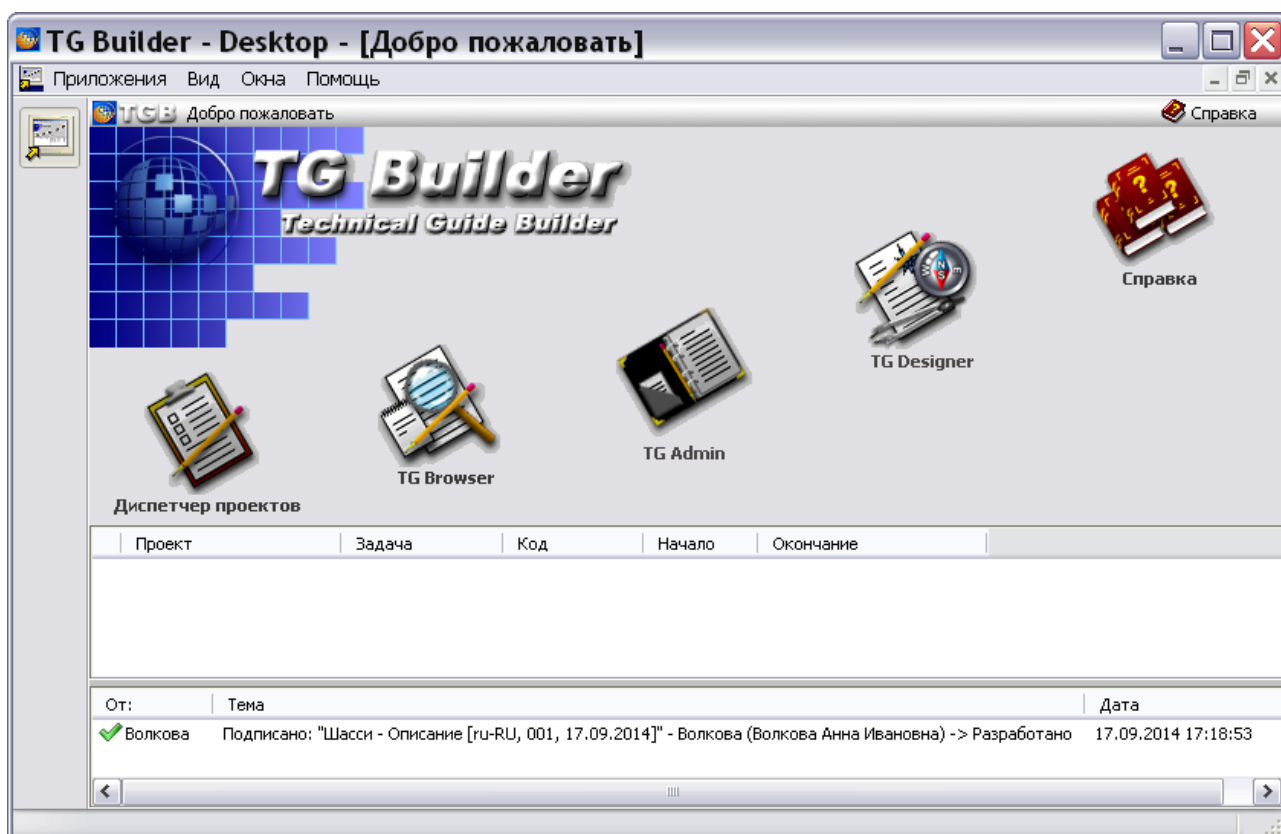 TG Builder - Desktop - [Добро пожаловать]
Приложения Вид Окна Помощь
TGB Добро пожаловать Справка
TG Builder
Technical Guide Builder
Справка
TG Designer
TG Admin
TG Browser
Диспетчер проектов
Проект Задача Код Начало Окончание
От: Тема Дата
Волкова Подписано: "Шасси - Описание [ru-RU, 001, 17.09.2014]" - Волкова (Волкова Анна Ивановна) -> Разработано 17.09.2014 17:18:53